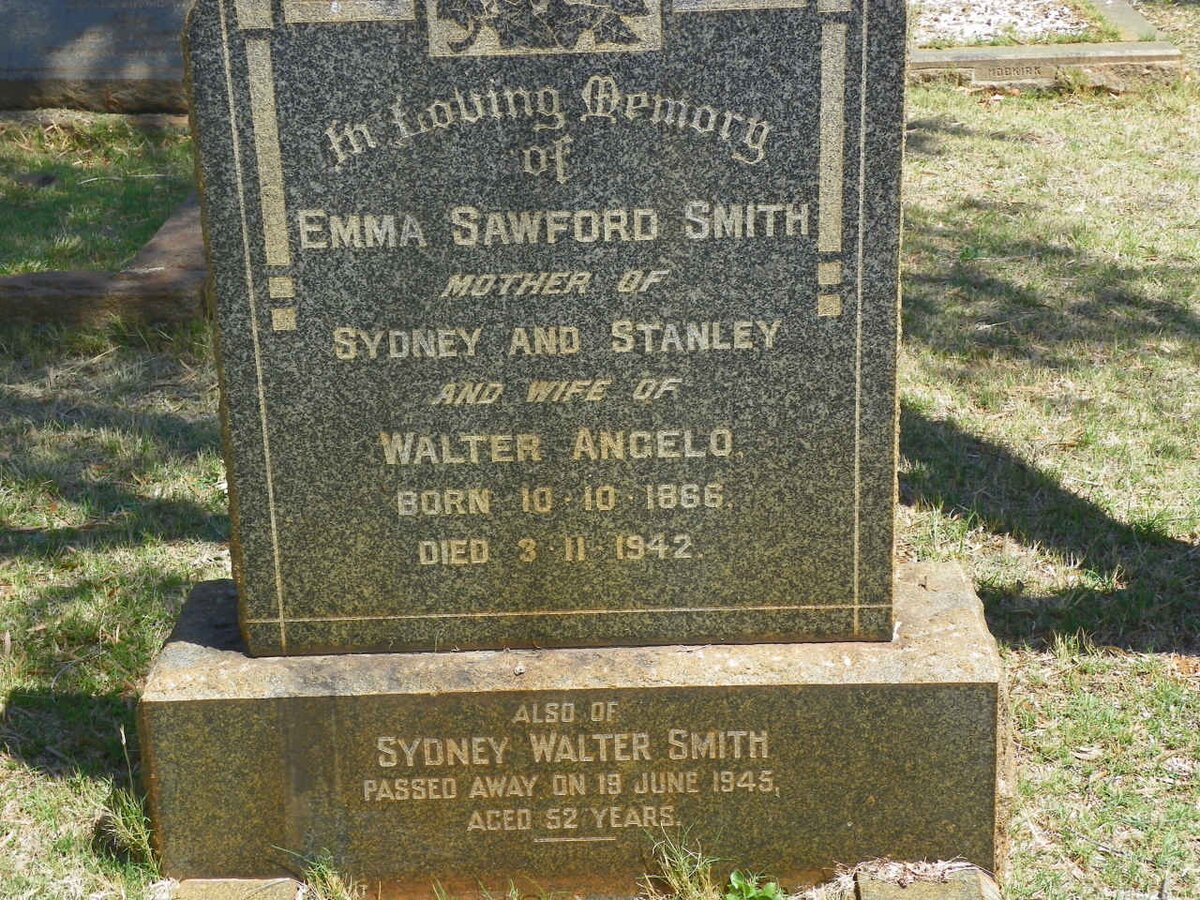 In Loving Memory
of
EMMA SAWFORD SMITH
MOTHER OF
SYDNEY AND STANLEY
AND WIFE OF
WALTER ANGELO.
BORN 10·10·1866.
DIED 3·11·1942.
ALSO OF
SYDNEY WALTER SMITH
PASSED AWAY ON 19 JUNE 1945,
AGED 52 YEARS.